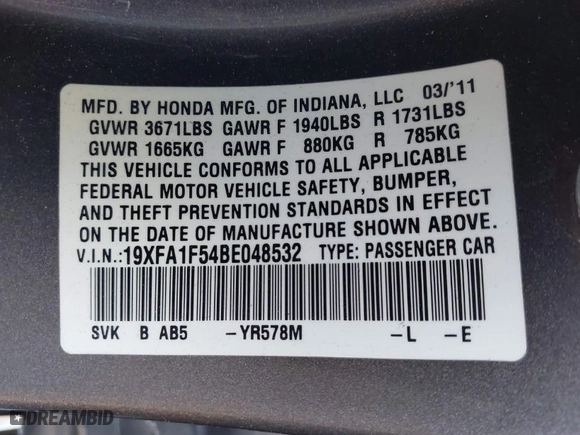 MFD. BY HONDA MFG. OF INDIANA, LLC 03/'11
GVWR 3671LBS GAWR F 1940LBS R 1731LBS
GVWR 1665KG GAWR F 880KG R 785KG
THIS VEHICLE CONFORMS TO ALL APPLICABLE
FEDERAL MOTOR VEHICLE SAFETY, BUMPER,
AND THEFT PREVENTION STANDARDS IN EFFECT
ON THE DATE OF MANUFACTURE SHOWN ABOVE.
V.I.N.:19XFA1F54BE048532 TYPE: PASSENGER CAR
SVK B AB5 -YR578M -L -E
DREAMBID